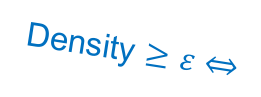 Density ≥ ε ⇔